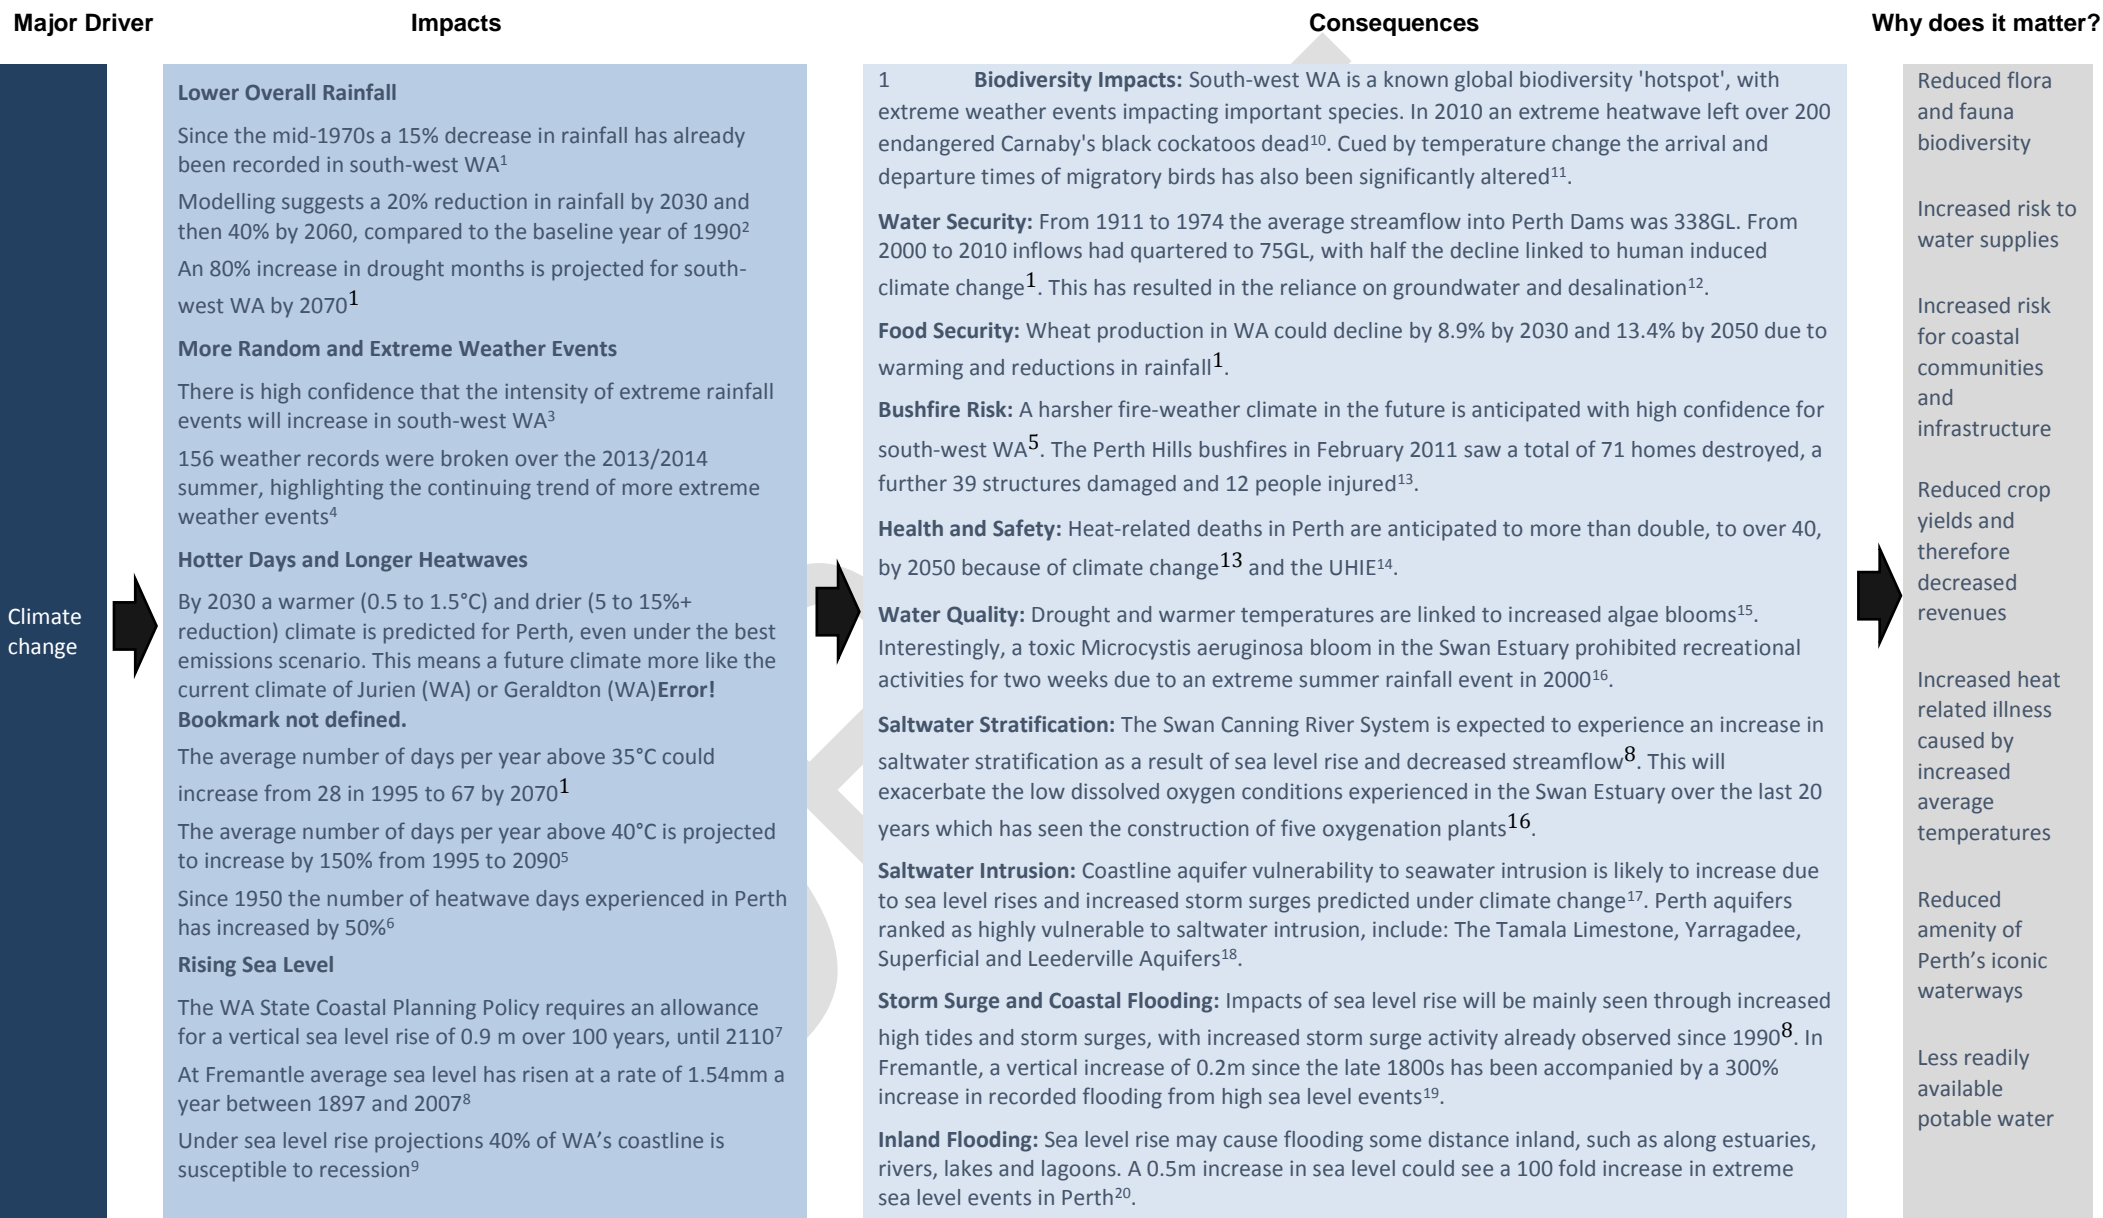 Major Driver
Impacts
Consequences
Why does it matter?
Climate
change
Lower Overall Rainfall
Since the mid-1970s a 15% decrease in rainfall has already
been recorded in south-west WA1
Modelling suggests a 20% reduction in rainfall by 2030 and
then 40% by 2060, compared to the baseline year of 19902
An 80% increase in drought months is projected for south-
west WA by 20701
More Random and Extreme Weather Events
There is high confidence that the intensity of extreme rainfall
events will increase in south-west WA3
156 weather records were broken over the 2013/2014
summer, highlighting the continuing trend of more extreme
weather events4
Hotter Days and Longer Heatwaves
By 2030 a warmer (0.5 to 1.5°C) and drier (5 to 15%+
reduction) climate is predicted for Perth, even under the best
emissions scenario. This means a future climate more like the
current climate of Jurien (WA) or Geraldton (WA)Error!
Bookmark not defined.
The average number of days per year above 35°C could
increase from 28 in 1995 to 67 by 20701
The average number of days per year above 40°C is projected
to increase by 150% from 1995 to 20905
Since 1950 the number of heatwave days experienced in Perth
has increased by 50%6
Rising Sea Level
The WA State Coastal Planning Policy requires an allowance
for a vertical sea level rise of 0.9 m over 100 years, until 21107
At Fremantle average sea level has risen at a rate of 1.54mm a
year between 1897 and 20078
Under sea level rise projections 40% of WA’s coastline is
susceptible to recession9
1 Biodiversity Impacts: South-west WA is a known global biodiversity 'hotspot', with
extreme weather events impacting important species. In 2010 an extreme heatwave left over 200
endangered Carnaby's black cockatoos dead10. Cued by temperature change the arrival and
departure times of migratory birds has also been significantly altered11.
Water Security: From 1911 to 1974 the average streamflow into Perth Dams was 338GL. From
2000 to 2010 inflows had quartered to 75GL, with half the decline linked to human induced
climate change1. This has resulted in the reliance on groundwater and desalination12.
Food Security: Wheat production in WA could decline by 8.9% by 2030 and 13.4% by 2050 due to
warming and reductions in rainfall1.
Bushfire Risk: A harsher fire-weather climate in the future is anticipated with high confidence for
south-west WA5. The Perth Hills bushfires in February 2011 saw a total of 71 homes destroyed, a
further 39 structures damaged and 12 people injured13.
Health and Safety: Heat-related deaths in Perth are anticipated to more than double, to over 40,
by 2050 because of climate change13 and the UHIE14.
Water Quality: Drought and warmer temperatures are linked to increased algae blooms15.
Interestingly, a toxic Microcystis aeruginosa bloom in the Swan Estuary prohibited recreational
activities for two weeks due to an extreme summer rainfall event in 200016.
Saltwater Stratification: The Swan Canning River System is expected to experience an increase in
saltwater stratification as a result of sea level rise and decreased streamflow8. This will
exacerbate the low dissolved oxygen conditions experienced in the Swan Estuary over the last 20
years which has seen the construction of five oxygenation plants16.
Saltwater Intrusion: Coastline aquifer vulnerability to seawater intrusion is likely to increase due
to sea level rises and increased storm surges predicted under climate change17. Perth aquifers
ranked as highly vulnerable to saltwater intrusion, include: The Tamala Limestone, Yarragadee,
Superficial and Leederville Aquifers18.
Storm Surge and Coastal Flooding: Impacts of sea level rise will be mainly seen through increased
high tides and storm surges, with increased storm surge activity already observed since 19908. In
Fremantle, a vertical increase of 0.2m since the late 1800s has been accompanied by a 300%
increase in recorded flooding from high sea level events19.
Inland Flooding: Sea level rise may cause flooding some distance inland, such as along estuaries,
rivers, lakes and lagoons. A 0.5m increase in sea level could see a 100 fold increase in extreme
sea level events in Perth20.
Reduced flora
and fauna
biodiversity
Increased risk to
water supplies
Increased risk
for coastal
communities
and
infrastructure
Reduced crop
yields and
therefore
decreased
revenues
Increased heat
related illness
caused by
increased
average
temperatures
Reduced
amenity of
Perth’s iconic
waterways
Less readily
available
potable water